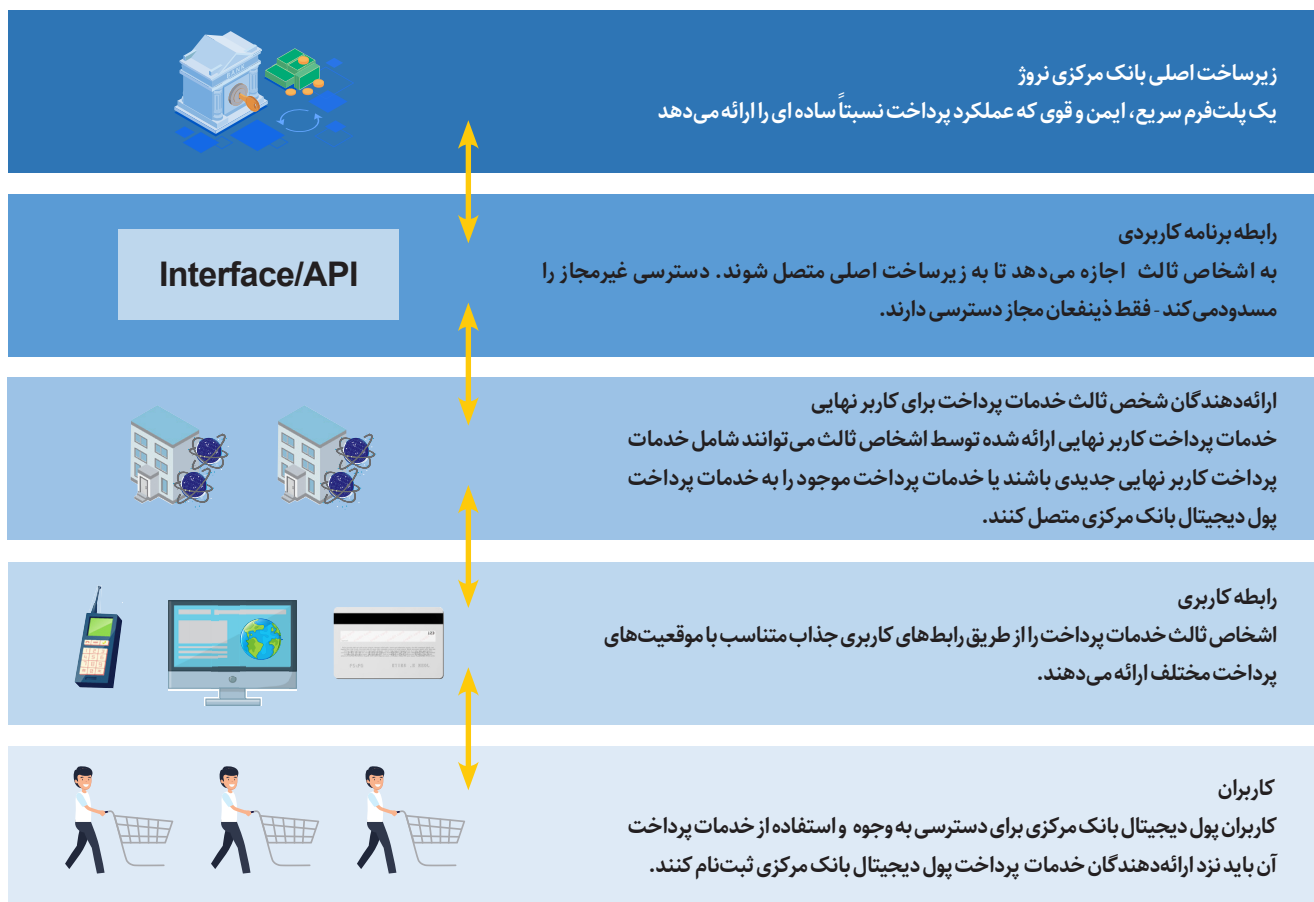 زیرساخت اصلی بانک مرکزی نروژ
یک پلت‌فرم سریع، ایمن و قوی که عملکرد پرداخت نسبتاً ساده ای را ارائه می‌دهد
BANK
رابطه برنامه کاربردی
به اشخاص ثالث اجازه می‌دهد تا به زیرساخت اصلی متصل شوند. دسترسی غیرمجاز را
مسدودمی‌کند - فقط ذینفعان مجاز دسترسی دارند.
Interface/API
ارائه‌دهندگان شخص ثالث خدمات پرداخت برای کاربر نهایی
خدمات پرداخت کاربر نهایی ارائه شده توسط اشخاص ثالث می‌توانند شامل خدمات
پرداخت کاربر نهایی جدیدی باشند یا خدمات پرداخت موجود را به خدمات پرداخت
پول دیجیتال بانک مرکزی متصل کنند.
رابطه کاربری
اشخاص ثالث خدمات پرداخت را از طریق رابط‌های کاربری جذاب متناسب با موقعیت‌های
پرداخت مختلف ارائه می‌دهند.
کاربران
کاربران پول دیجیتال بانک مرکزی برای دسترسی به وجوه و استفاده از خدمات پرداخت
آن باید نزد ارائه‌دهندگان خدمات پرداخت پول دیجیتال بانک مرکزی ثبت‌نام کنند.